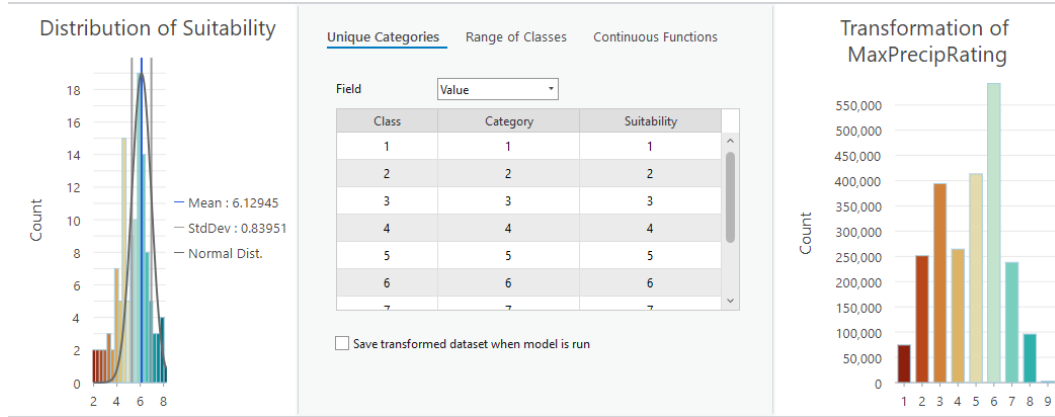 Distribution of Suitability
18
16
14
12
10
8
6
4
2
0
Count
2 4 6 8
Mean : 6.12945
StdDev : 0.83951
Normal Dist.
Unique Categories Range of Classes Continuous Functions
Field Value
Class Category Suitability
1 1 1
2 2 2
3 3 3
4 4 4
5 5 5
6 6 6
7 7 7
Save transformed dataset when model is run
Transformation of
MaxPrecipRating
550,000
500,000
450,000
400,000
350,000
300,000
250,000
200,000
150,000
100,000
50,000
0
Count
1 2 3 4 5 6 7 8 9